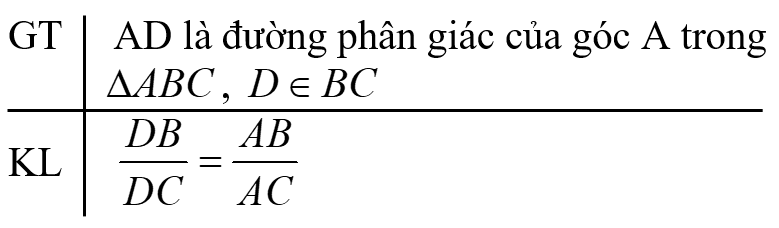 GT AD là đường phân giác của góc A trong
ΔABC , D ∈ BC
KL DB/DC = AB/AC